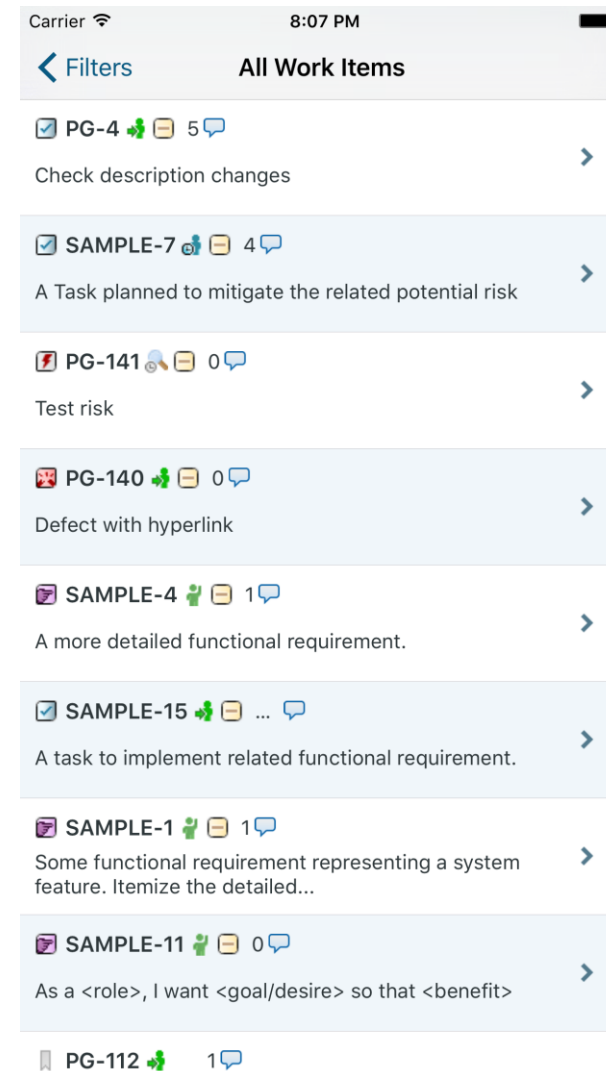 Carrier 8:07 PM
Filters All Work Items
PG-4 5
Check description changes
SAMPLE-7 4
A Task planned to mitigate the related potential risk
PG-141 0
Test risk
PG-140 0
Defect with hyperlink
SAMPLE-4 1
A more detailed functional requirement.
SAMPLE-15 ...
A task to implement related functional requirement.
SAMPLE-1 1
Some functional requirement representing a system
feature. Itemize the detailed...
SAMPLE-11 0
As a <role>, I want <goal/desire> so that <benefit>
PG-112 1